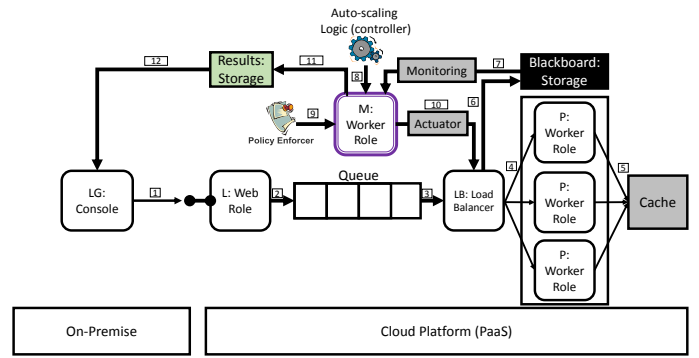 Auto-scaling
Logic (controller)
12
Results:
Storage
11
8
Monitoring
7
Blackboard:
Storage
9
Policy Enforcer
M:
Worker
Role
10
Actuator
6
P:
Worker
Role
LG:
Console
1
L: Web
Role
2
Queue
3
LB: Load
Balancer
4
P:
Worker
Role
5
Cache
P:
Worker
Role
On-Premise
Cloud Platform (PaaS)